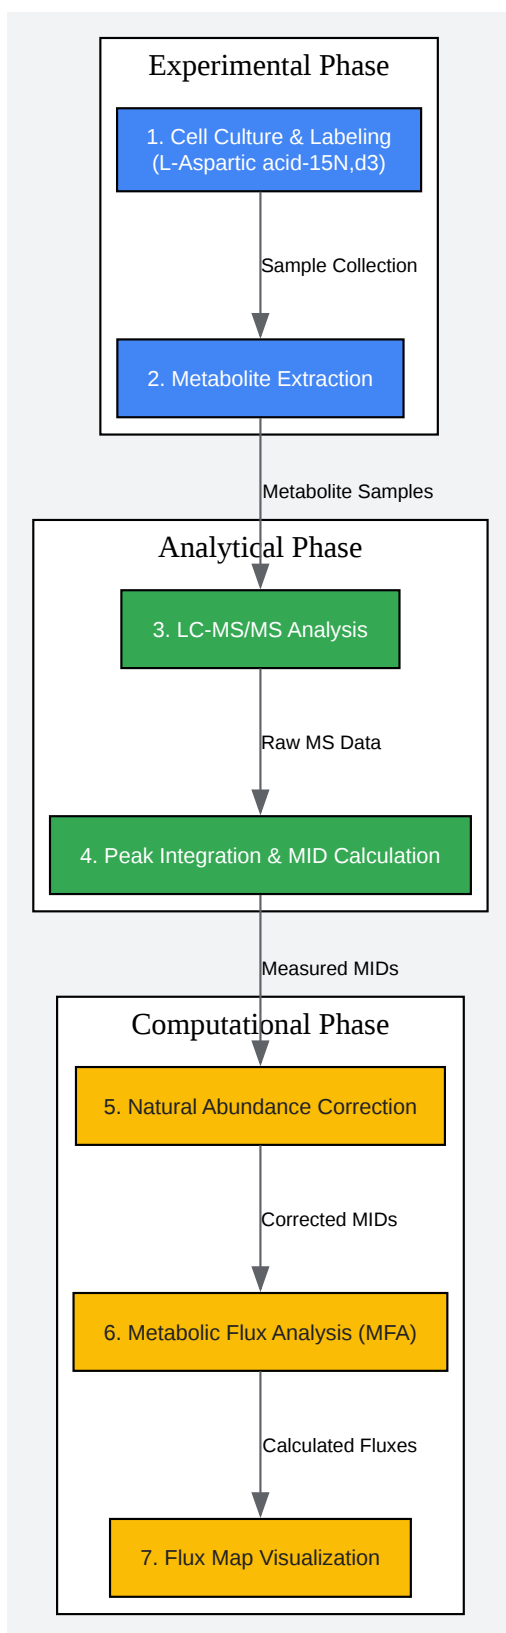 Experimental Phase
1. Cell Culture & Labeling
(L-Aspartic acid-15N,d3)
Sample Collection
2. Metabolite Extraction
Metabolite Samples
Analytical Phase
3. LC-MS/MS Analysis
Raw MS Data
4. Peak Integration & MID Calculation
Measured MIDs
Computational Phase
5. Natural Abundance Correction
Corrected MIDs
6. Metabolic Flux Analysis (MFA)
Calculated Fluxes
7. Flux Map Visualization